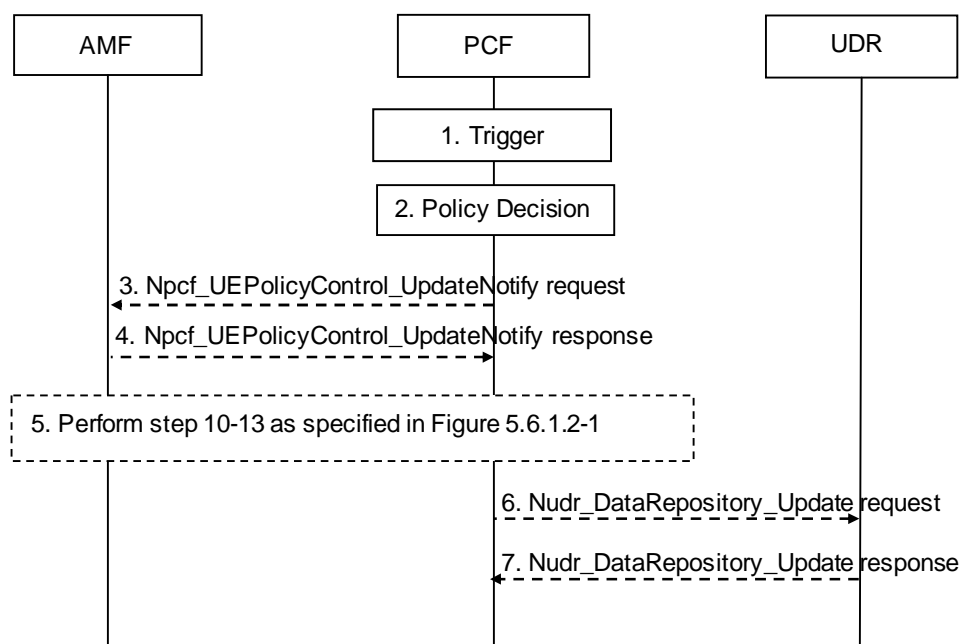 AMF
PCF
UDR
1. Trigger
2. Policy Decision
3. Npcf_UEPolicyControl_UpdateNotify request
4. Npcf_UEPolicyControl_UpdateNotify response
5. Perform step 10-13 as specified in Figure 5.6.1.2-1
6. Nudr_DataRepository_Update request
7. Nudr_DataRepository_Update response